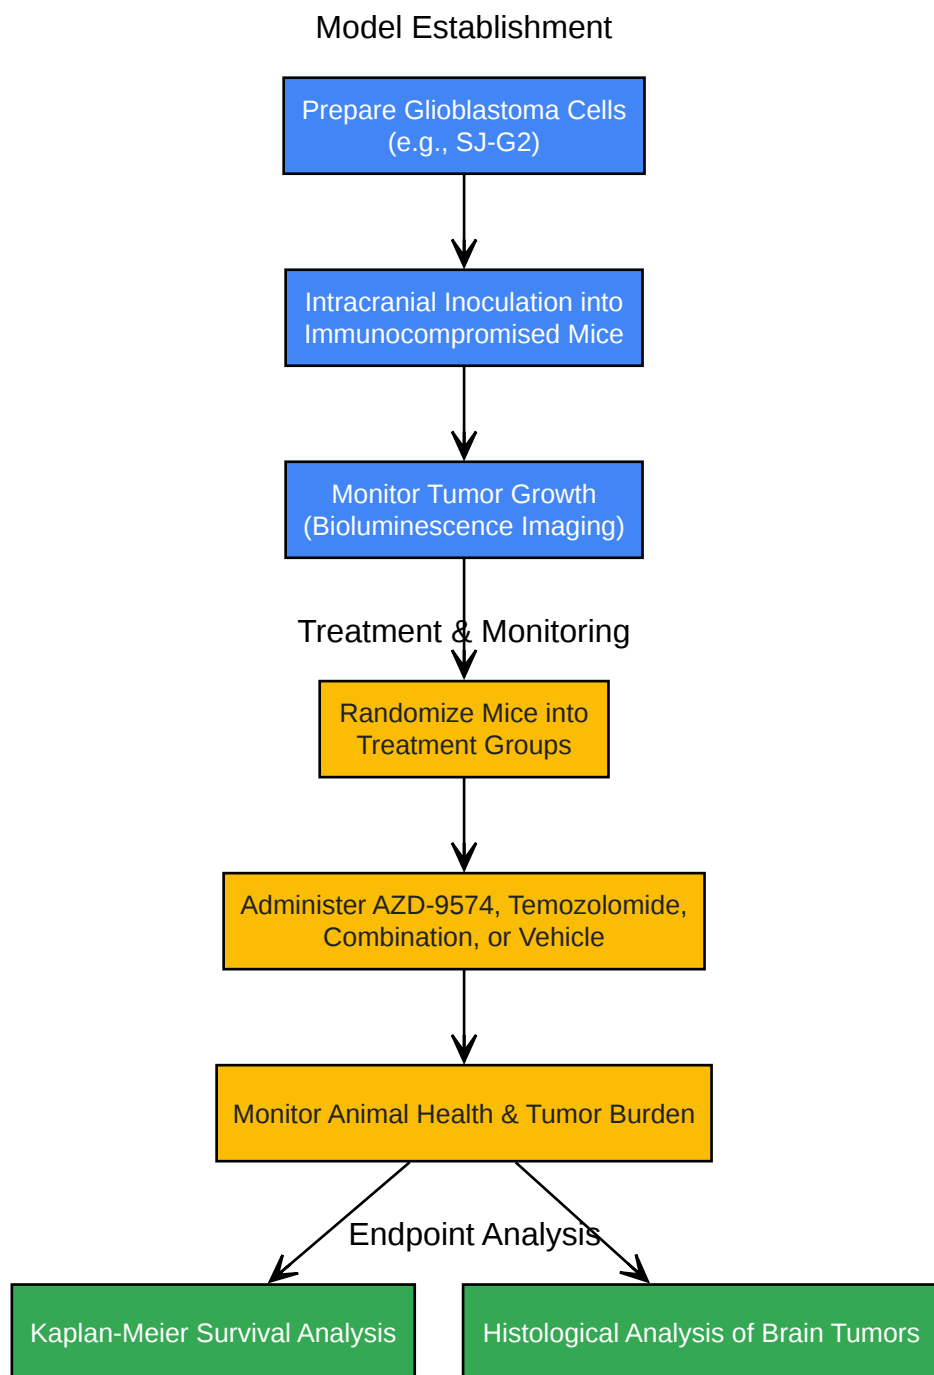 Model Establishment
Prepare Glioblastoma Cells
(e.g., SJ-G2)
Intracranial Inoculation into
Immunocompromised Mice
Monitor Tumor Growth
(Bioluminescence Imaging)
Treatment & Monitoring
Randomize Mice into
Treatment Groups
Administer AZD-9574, Temozolomide,
Combination, or Vehicle
Monitor Animal Health & Tumor Burden
Endpoint Analysis
Kaplan-Meier Survival Analysis
Histological Analysis of Brain Tumors